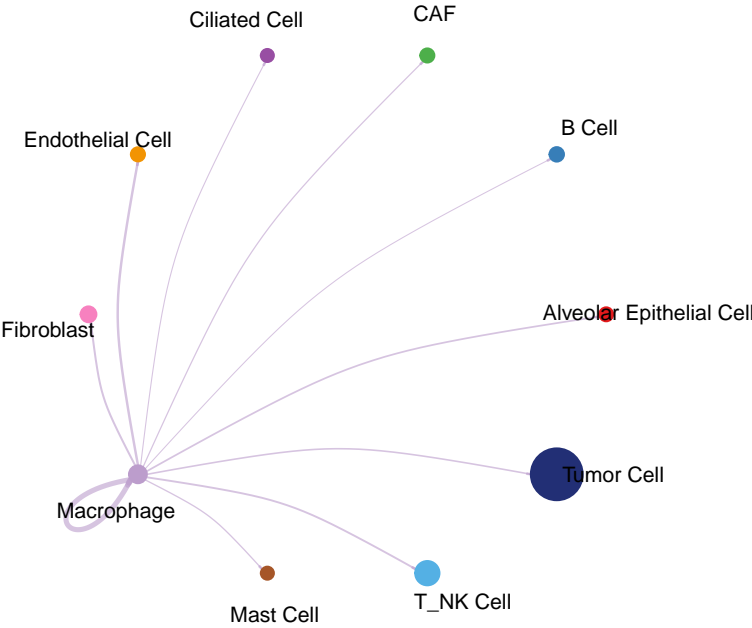 CAF
Ciliated Cell
B Cell
Endothelial Cell
Alveolar Epithelial Cell
Fibroblast
Tumor Cell
Macrophage
T_NK Cell
Mast Cell